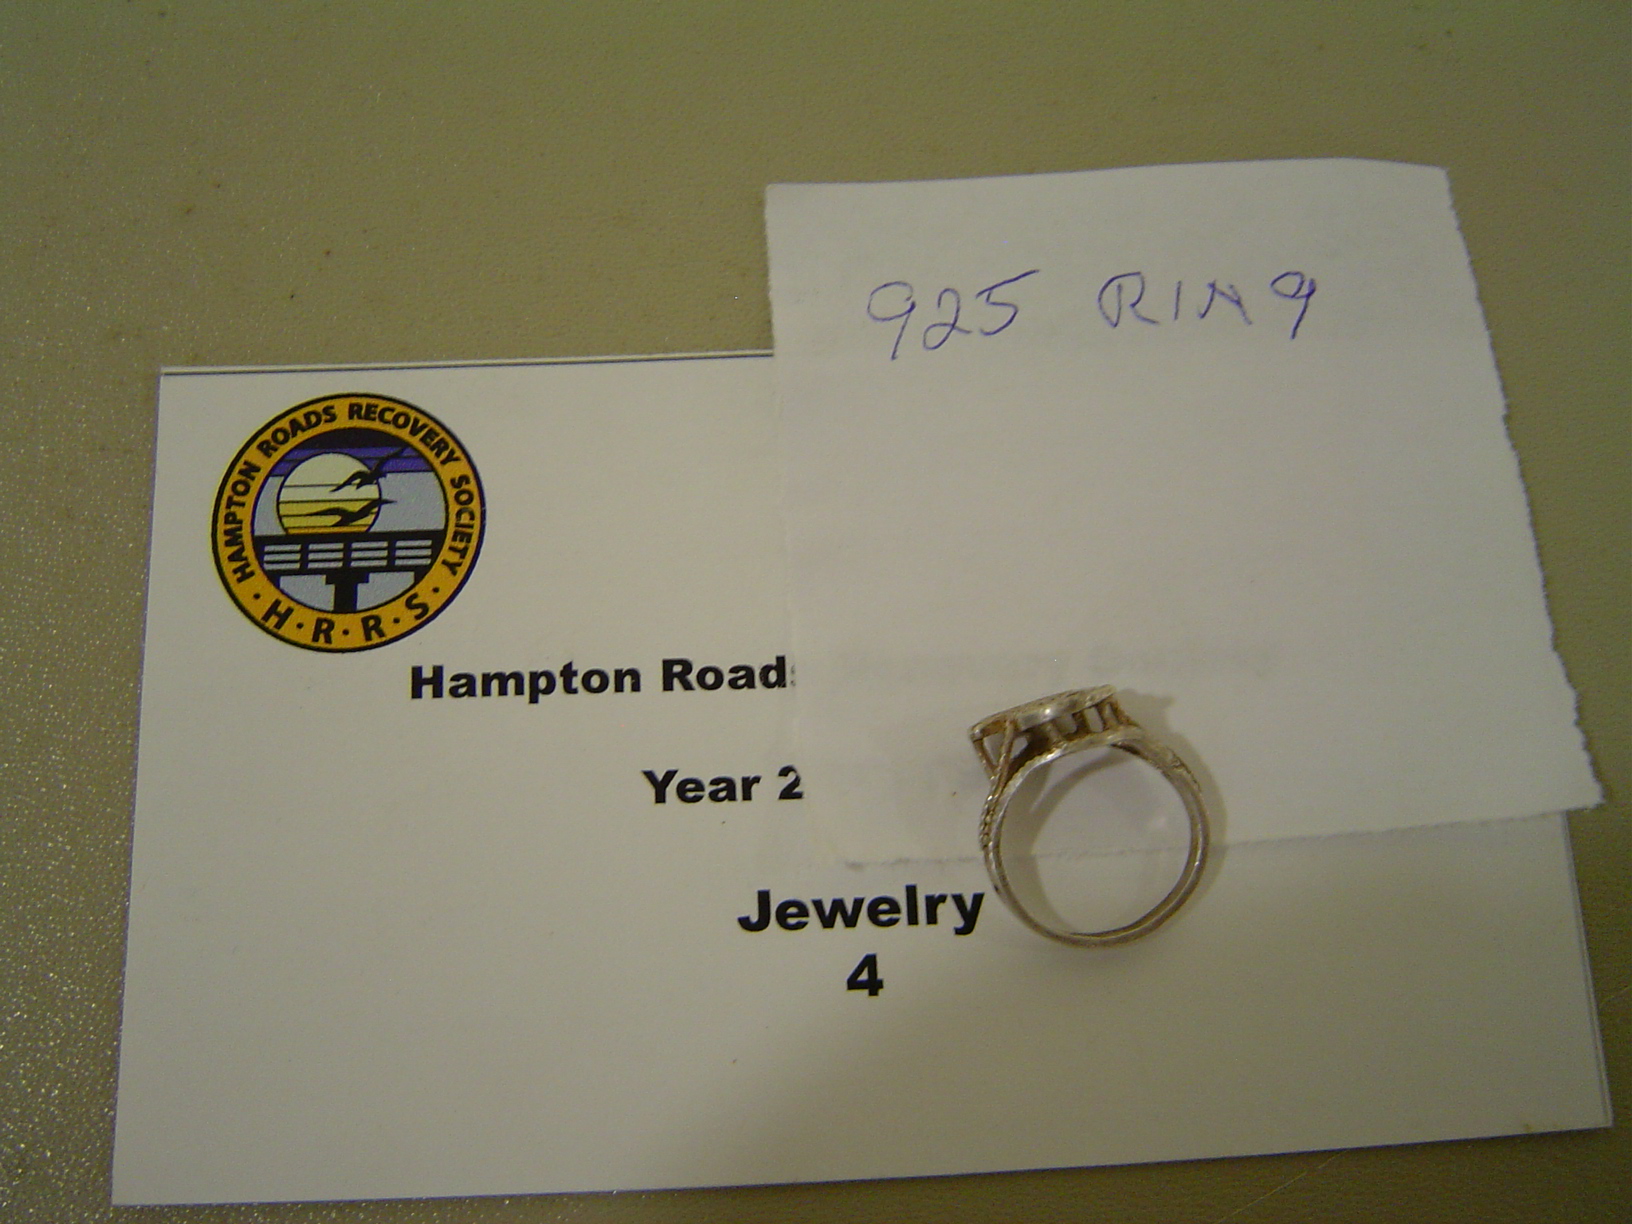 925 RING
HAMPTON ROADS RECOVERY SOCIETY
· H · R · R · S ·
Hampton Roads
Year 2
Jewelry
4